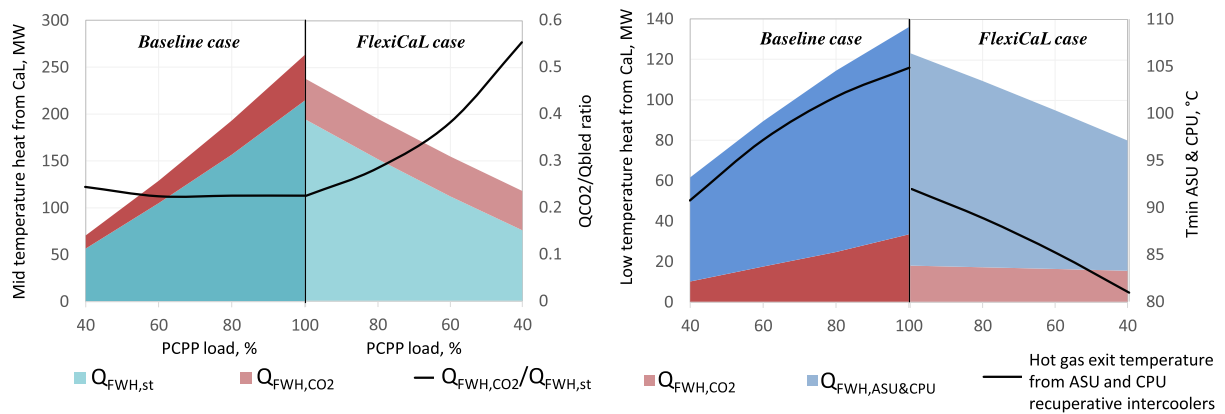 300
250
200
150
100
50
0
Mid temperature heat from CaL, MW
Baseline case
FlexiCaL case
0.6
0.5
0.4
0.3
0.2
0.1
0
QCO2/Qbled ratio
40 60 80 100 80 60 40
PCPP load, %
PCPP load, %
Q_FWH,st
Q_FWH,CO2
Q_FWH,CO2/Q_FWH,st
140
120
100
80
60
40
20
0
Low temperature heat from CaL, MW
Baseline case
FlexiCaL case
110
105
100
95
90
85
80
Tmin ASU & CPU, °C
40 60 80 100 80 60 40
Q_FWH,CO2
Q_FWH,ASU&CPU
Hot gas exit temperature
from ASU and CPU
recuperative intercoolers